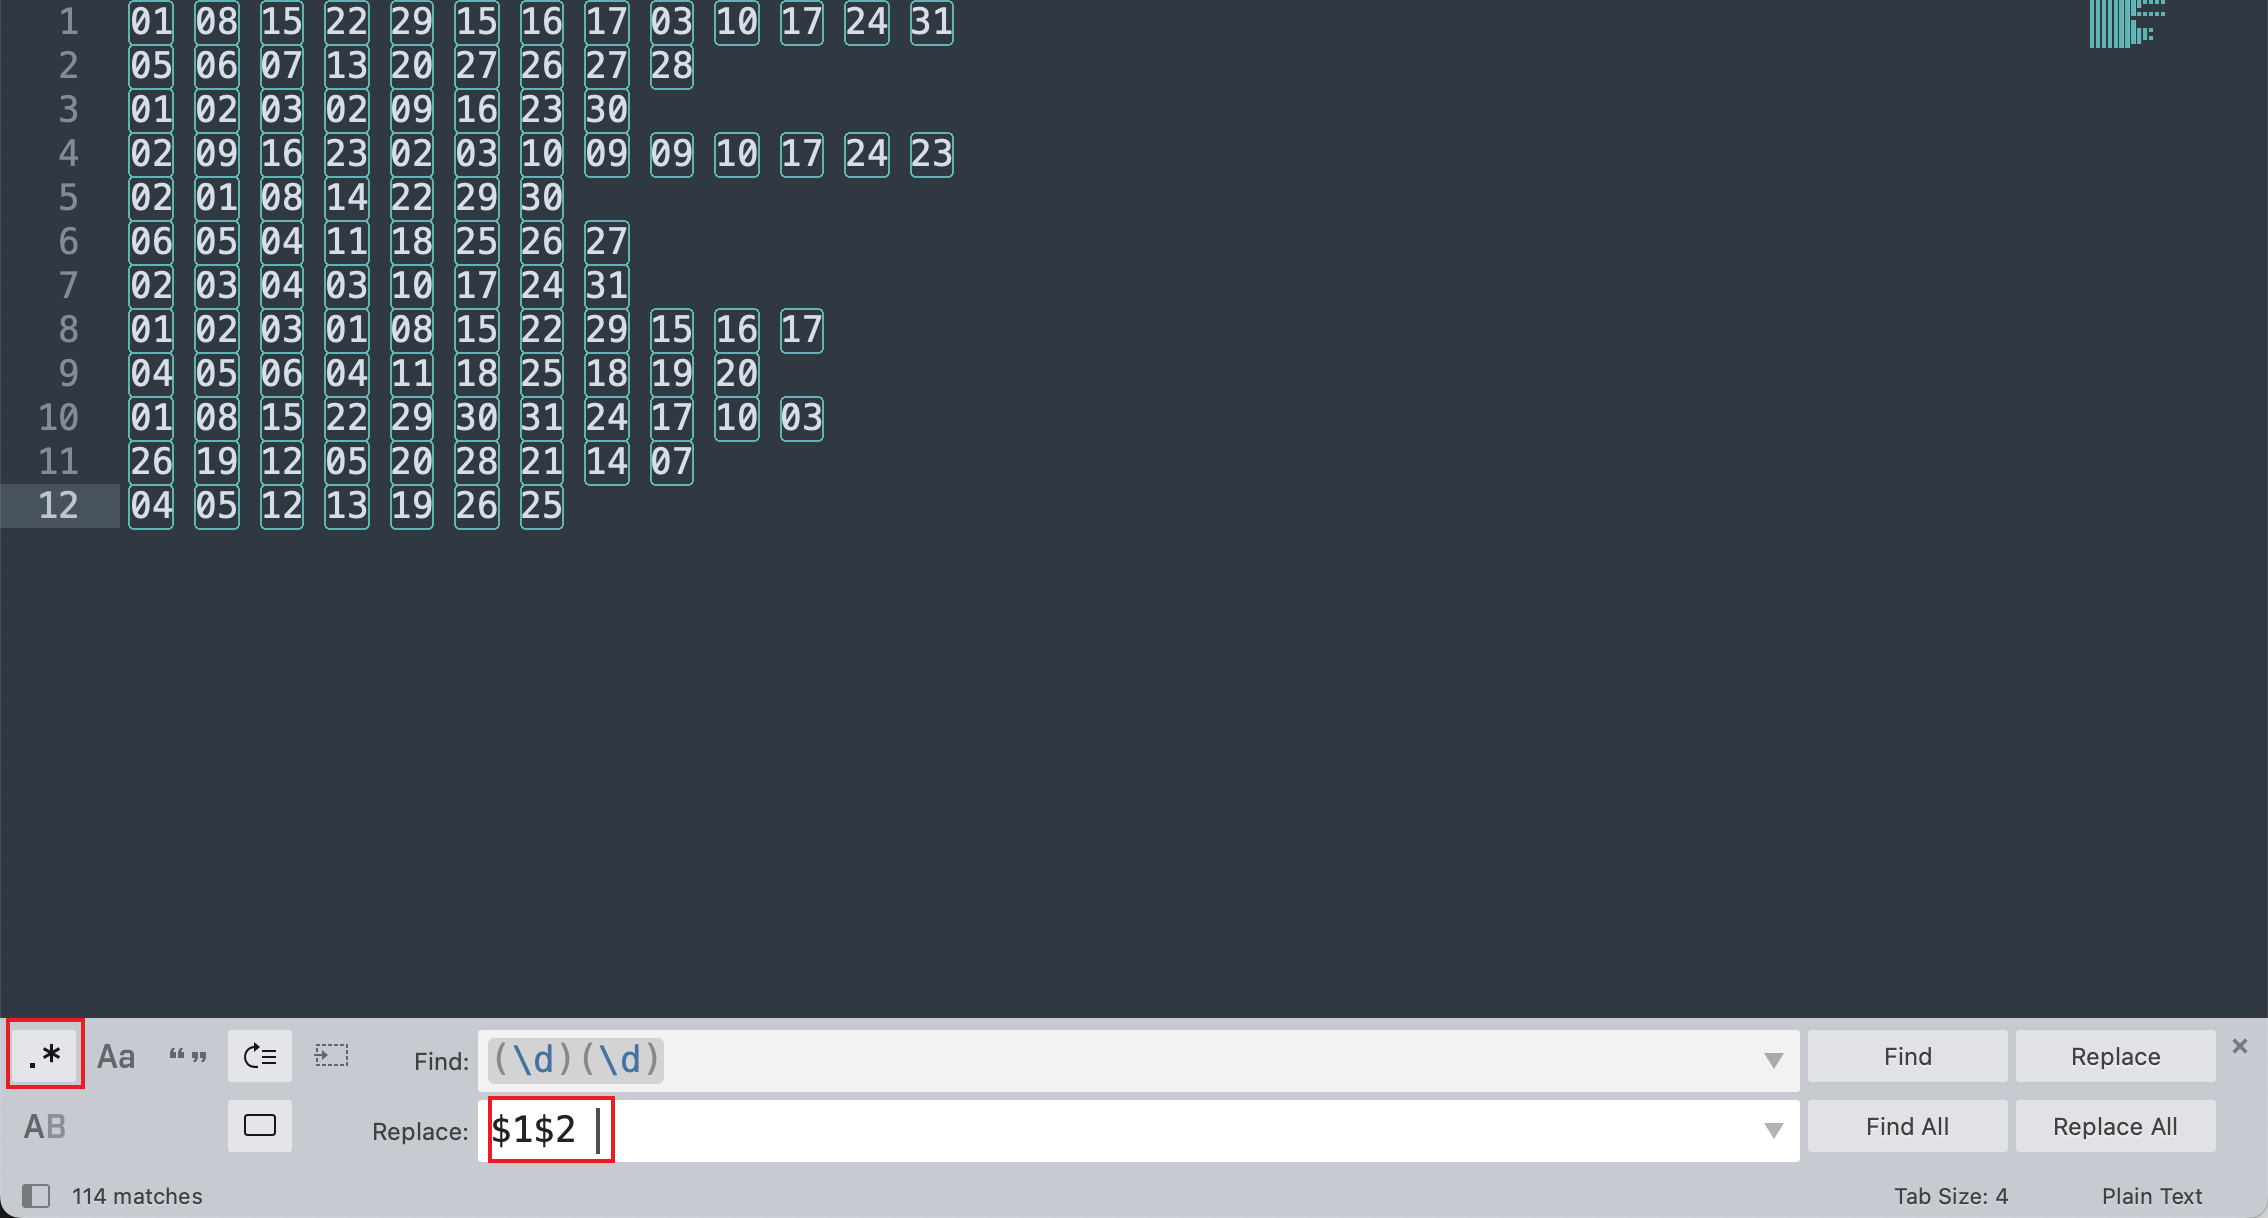 1 01 08 15 22 29 15 16 17 03 10 17 24 31
2 05 06 07 13 20 27 26 27 28
3 01 02 03 02 09 16 23 30
4 02 09 16 23 02 03 10 09 09 10 17 24 23
5 02 01 08 14 22 29 30
6 06 05 04 11 18 25 26 27
7 02 03 04 03 10 17 24 31
8 01 02 03 01 08 15 22 29 15 16 17
9 04 05 06 04 11 18 25 18 19 20
10 01 08 15 22 29 30 31 24 17 10 03
11 26 19 12 05 20 28 21 14 07
12 04 05 12 13 19 26 25
.* Aa “ ” Find: (\d)(\d) Find Replace ×
AB Replace: $1$2 Find All Replace All
114 matches Tab Size: 4 Plain Text